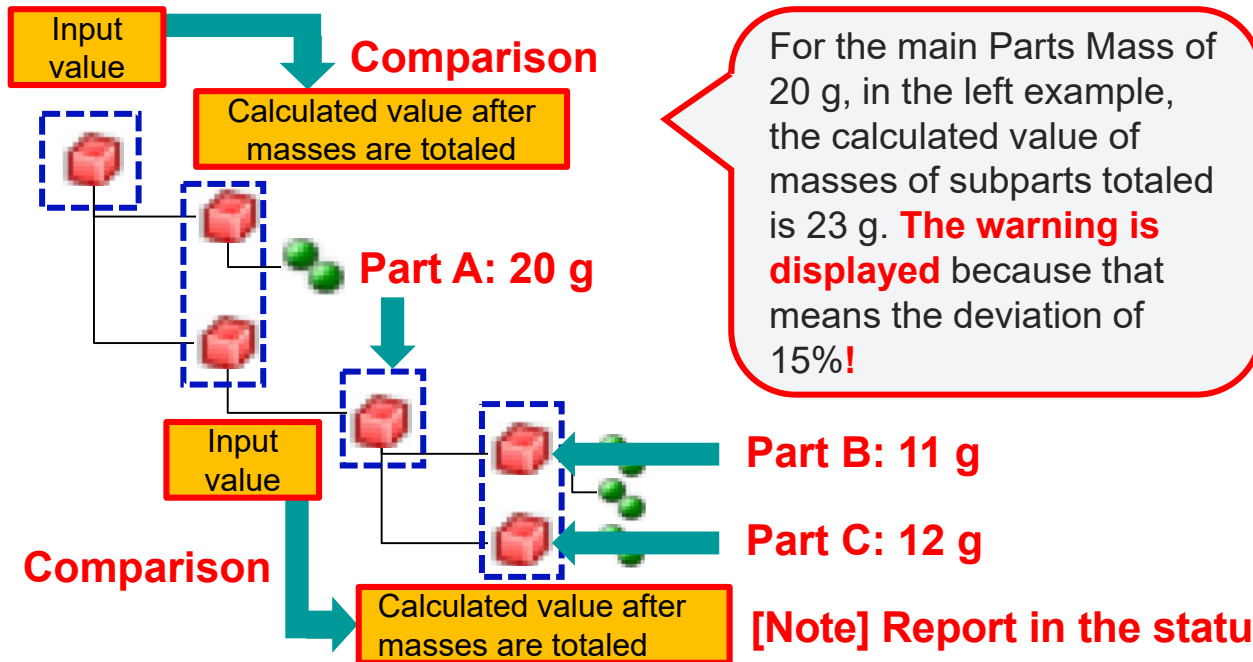 Input
value
Comparison
Calculated value after
masses are totaled
For the main Parts Mass of
20 g, in the left example,
the calculated value of
masses of subparts totaled
is 23 g. The warning is
displayed because that
means the deviation of
15%!
Part A: 20 g
Input
value
Part B: 11 g
Part C: 12 g
Comparison
Calculated value after
masses are totaled
[Note] Report in the statu